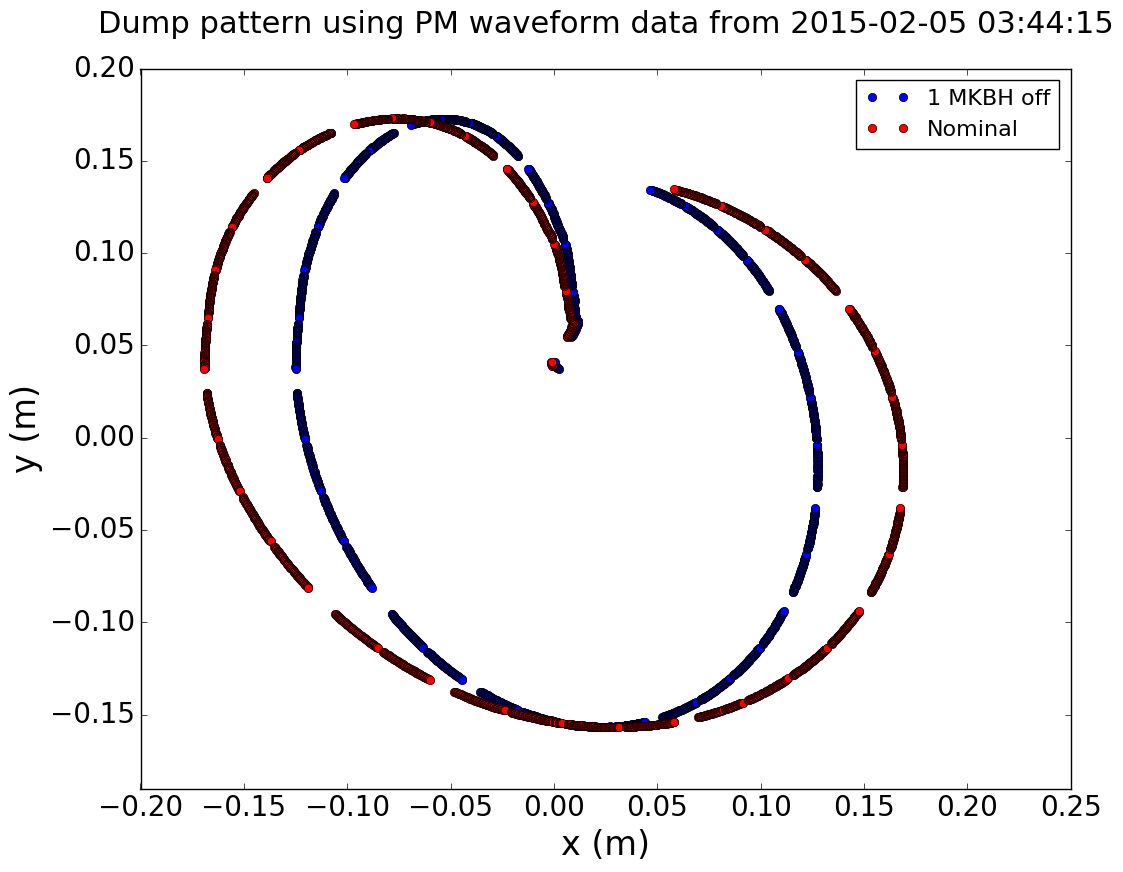 Dump pattern using PM waveform data from 2015-02-05 03:44:15
1 MKBH off
Nominal
0.20
0.15
0.10
0.05
0.00
−0.05
−0.10
−0.15
y (m)
−0.20 −0.15 −0.10 −0.05 0.00 0.05 0.10 0.15 0.20 0.25
x (m)